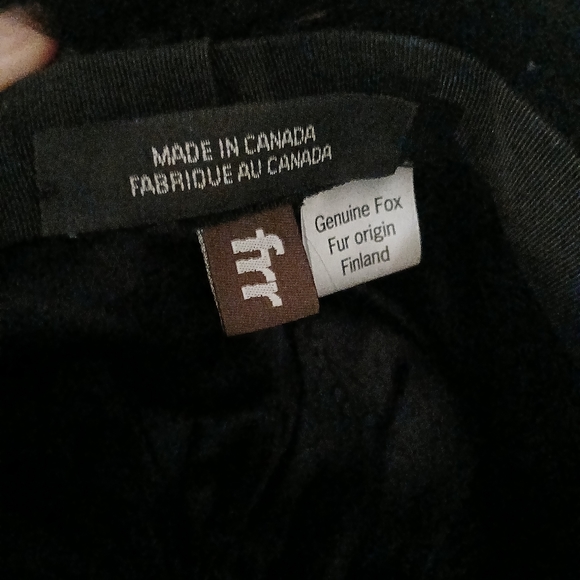 MADE IN CANADA
FABRIQUE AU CANADA
frr
Genuine Fox
Fur origin
Finland